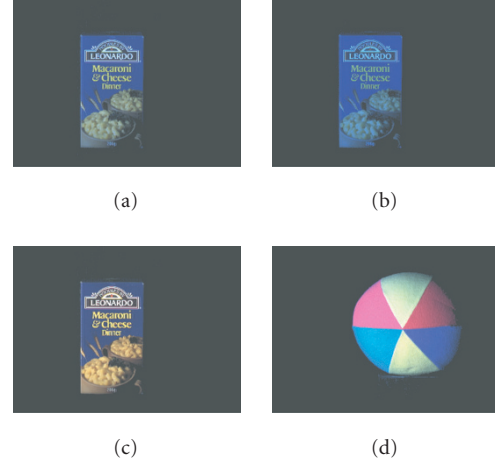 LEONARDO
Macaroni
& Cheese
Dinner
LEONARDO
Macaroni
& Cheese
Dinner
(a)
(b)
LEONARDO
Macaroni
& Cheese
Dinner
(c)
(d)